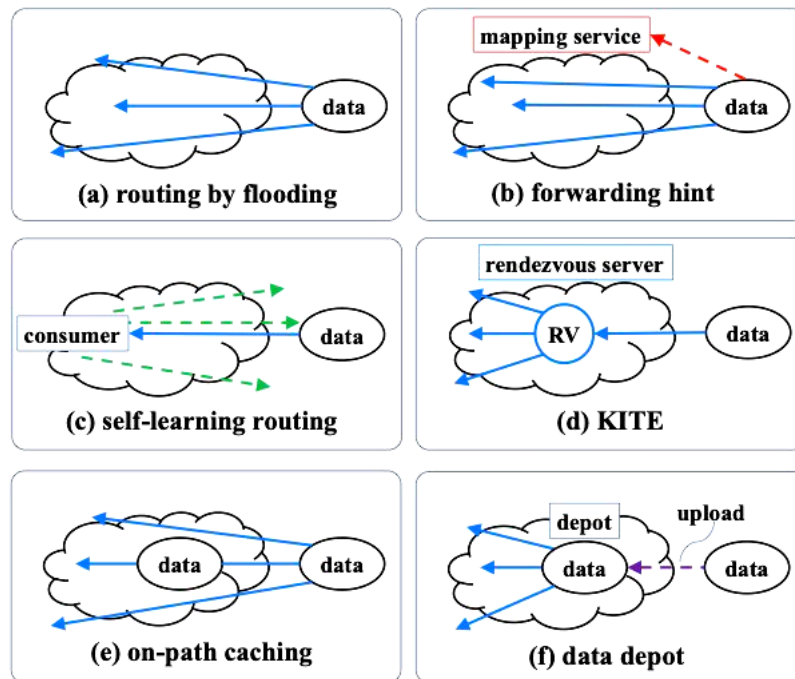 data
(a) routing by flooding
mapping service
data
(b) forwarding hint
consumer
data
(c) self-learning routing
rendezvous server
RV
data
(d) KITE
data
data
(e) on-path caching
depot
upload
data
data
(f) data depot